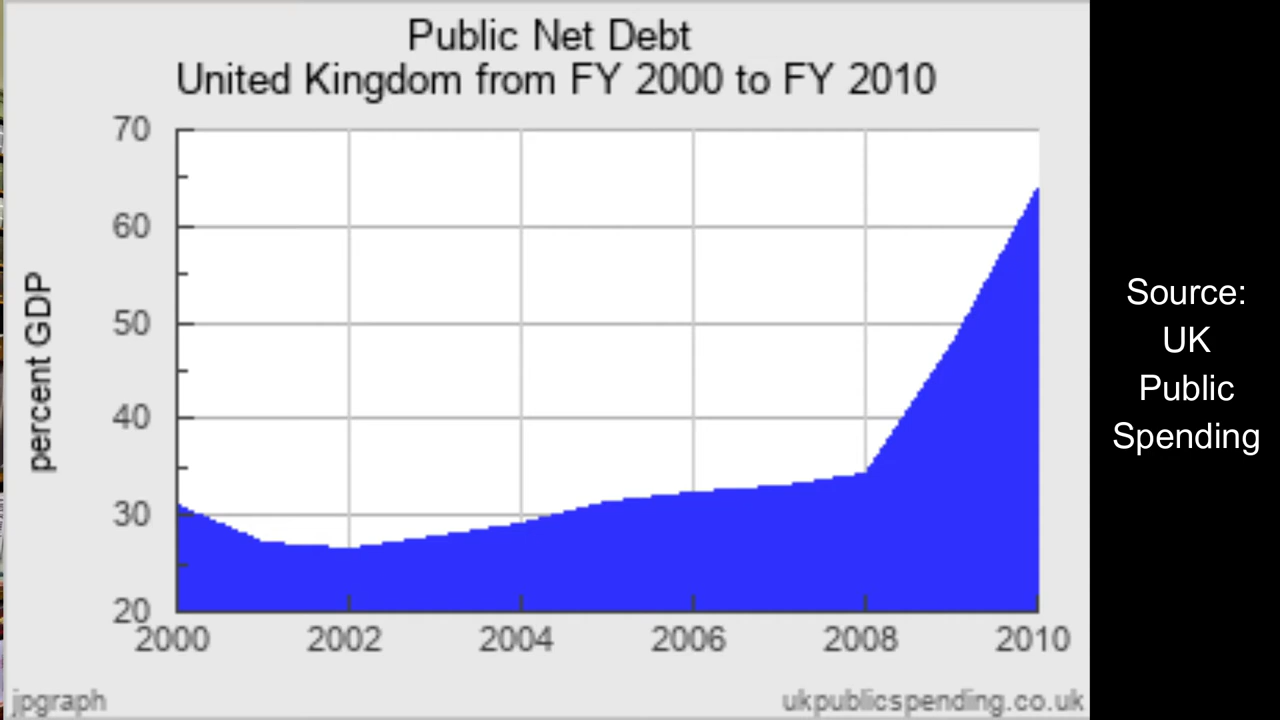 Public Net Debt
United Kingdom from FY 2000 to FY 2010
70
60
50
40
30
20
percent GDP
2000 2002 2004 2006 2008 2010
jpgraph
ukpublicspending.co.uk
Source:
UK
Public
Spending